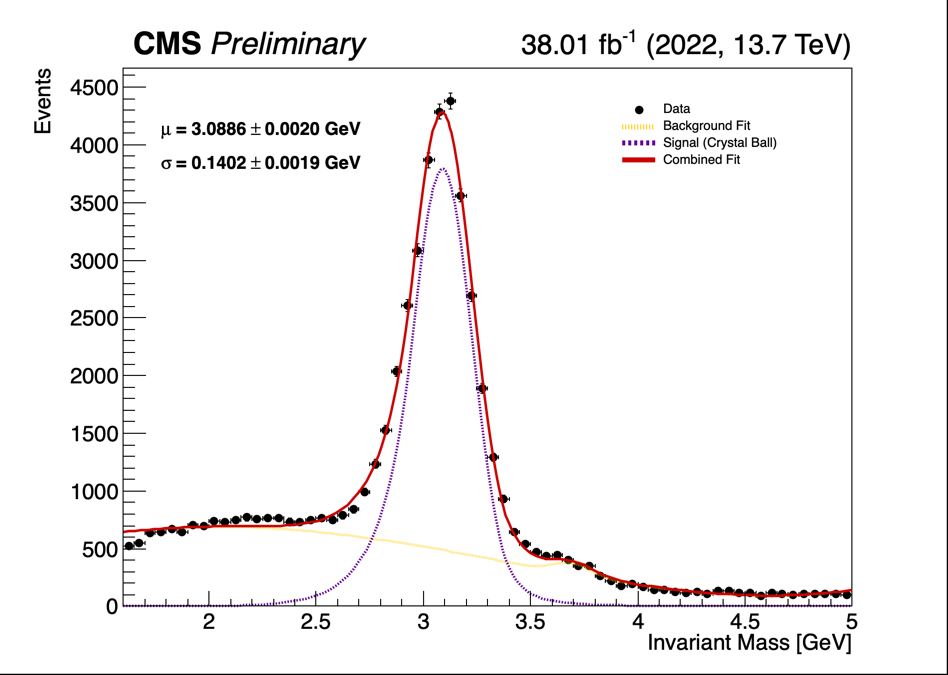 CMS Preliminary
38.01 fb-1 (2022, 13.7 TeV)
Events
4500
4000
3500
3000
2500
2000
1500
1000
500
0
μ = 3.0886 ± 0.0020 GeV
σ = 0.1402 ± 0.0019 GeV
Data
Background Fit
Signal (Crystal Ball)
Combined Fit
2 2.5 3 3.5 4 4.5 5
Invariant Mass [GeV]